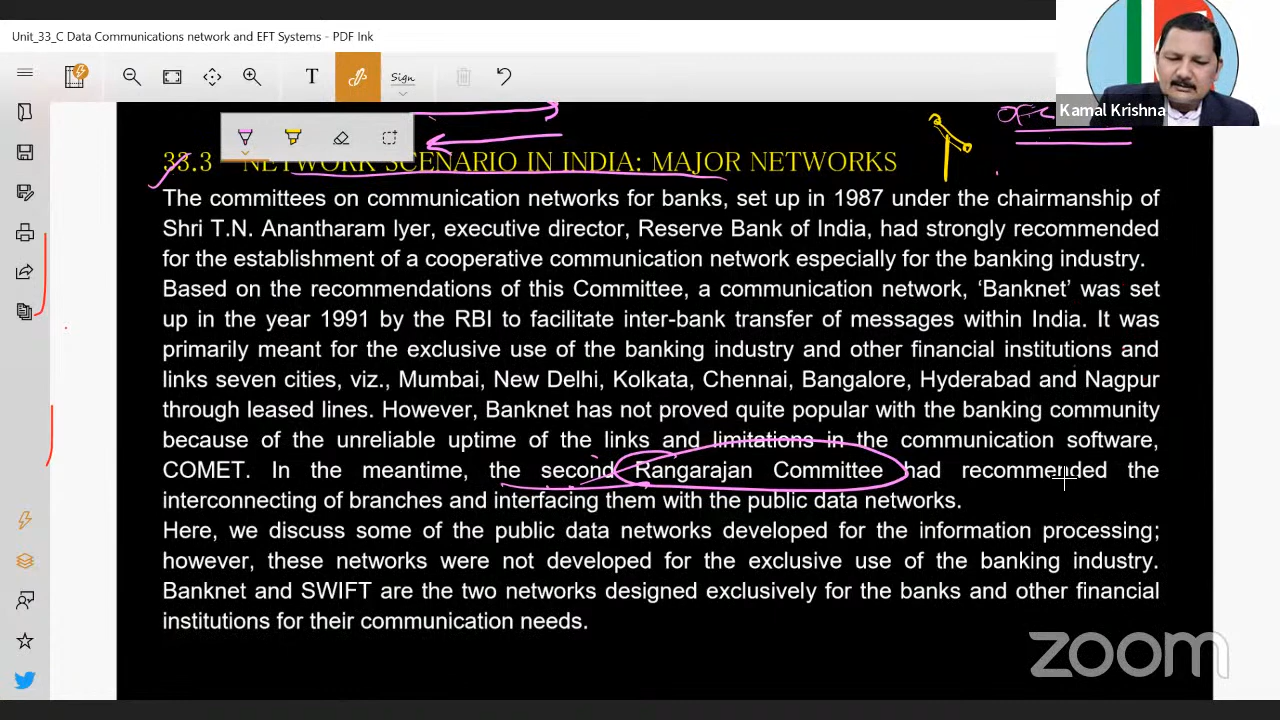 Unit_33_C Data Communications network and EFT Systems - PDF Ink
T
Sign
Kamal Krishna
33.3 NETWORK SCENARIO IN INDIA: MAJOR NETWORKS
The committees on communication networks for banks, set up in 1987 under the chairmanship of
Shri T.N. Anantharam lyer, executive director, Reserve Bank of India, had strongly recommended
for the establishment of a cooperative communication network especially for the banking industry.
Based on the recommendations of this Committee, a communication network, ‘Banknet’ was set
up in the year 1991 by the RBI to facilitate inter-bank transfer of messages within India. It was
primarily meant for the exclusive use of the banking industry and other financial institutions and
links seven cities, viz., Mumbai, New Delhi, Kolkata, Chennai, Bangalore, Hyderabad and Nagpur
through leased lines. However, Banknet has not proved quite popular with the banking community
because of the unreliable uptime of the links and limitations in the communication software,
COMET. In the meantime, the second Rangarajan Committee had recommended the
interconnecting of branches and interfacing them with the public data networks.
Here, we discuss some of the public data networks developed for the information processing;
however, these networks were not developed for the exclusive use of the banking industry.
Banknet and SWIFT are the two networks designed exclusively for the banks and other financial
institutions for their communication needs.
zoom